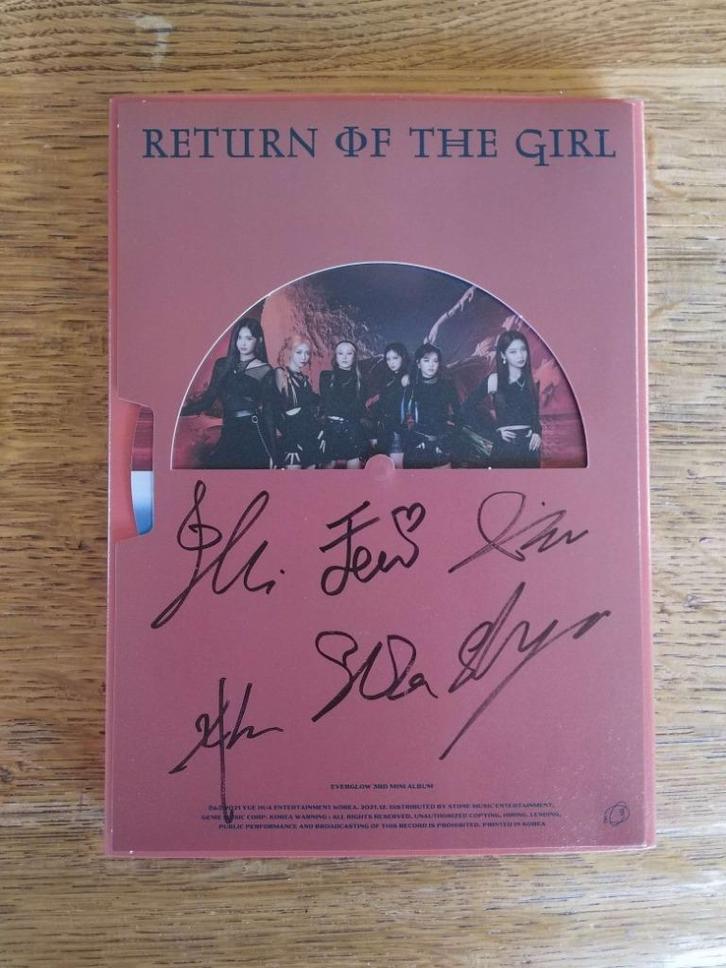 RETURN ΦF THE GIRL
EVERGLOW 3RD MINI ALBUM
℗&© 2021 YUE HUA ENTERTAINMENT KOREA. 2021.12. DISTRIBUTED BY STONE MUSIC ENTERTAINMENT,
GENIE MUSIC CORP. KOREA WARNING : ALL RIGHTS RESERVED. UNAUTHORIZED COPYING, HIRING, LENDING,
PUBLIC PERFORMANCE AND BROADCASTING OF THIS RECORD IS PROHIBITED. PRINTED IN KOREA